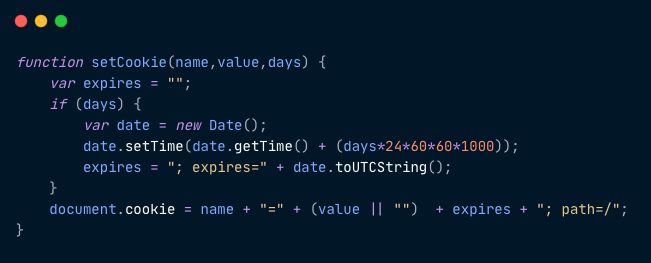 function setCookie(name,value,days) {
    var expires = "";
    if (days) {
        var date = new Date();
        date.setTime(date.getTime() + (days*24*60*60*1000));
        expires = "; expires=" + date.toUTCString();
    }
    document.cookie = name + "=" + (value || "")  + expires + "; path=/";
}